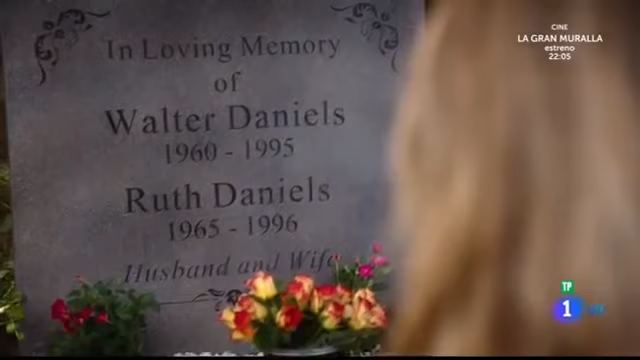 In Loving Memory
of
Walter Daniels
1960 - 1995
Ruth Daniels
1965 - 1996
Husband and Wife
CINE
LA GRAN MURALLA
estreno
22:05
TP
1